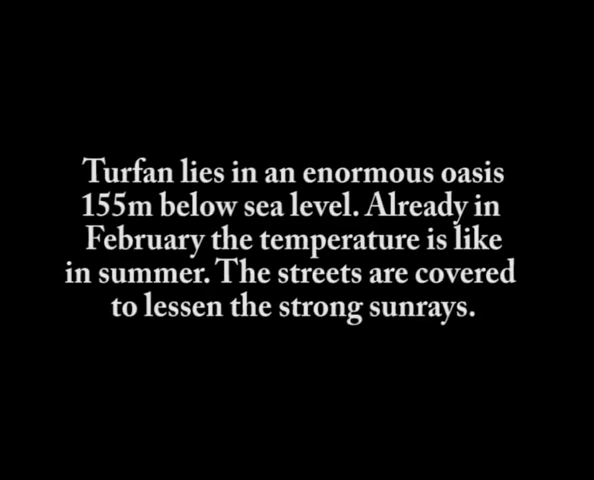 Turfan lies in an enormous oasis
155m below sea level. Already in
February the temperature is like
in summer. The streets are covered
to lessen the strong sunrays.